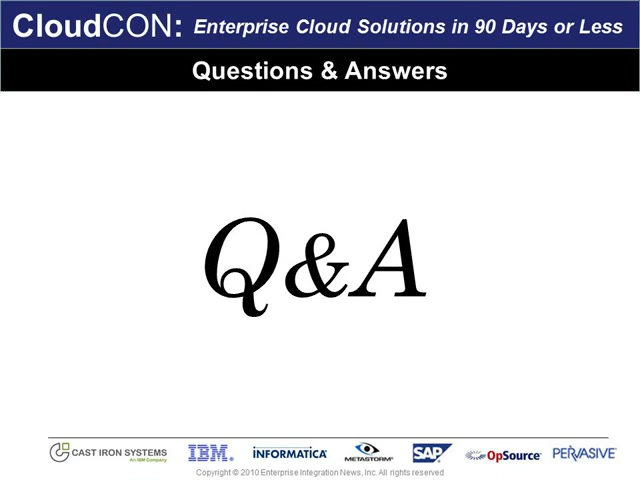 CloudCON: Enterprise Cloud Solutions in 90 Days or Less
Questions & Answers
Q&A
CAST IRON SYSTEMS
An IBM Company
IBM®
INFORMATICA®
METASTORM®
SAP®
OpSource™
PERVASIVE®
Copyright © 2010 Enterprise Integration News, Inc. All rights reserved